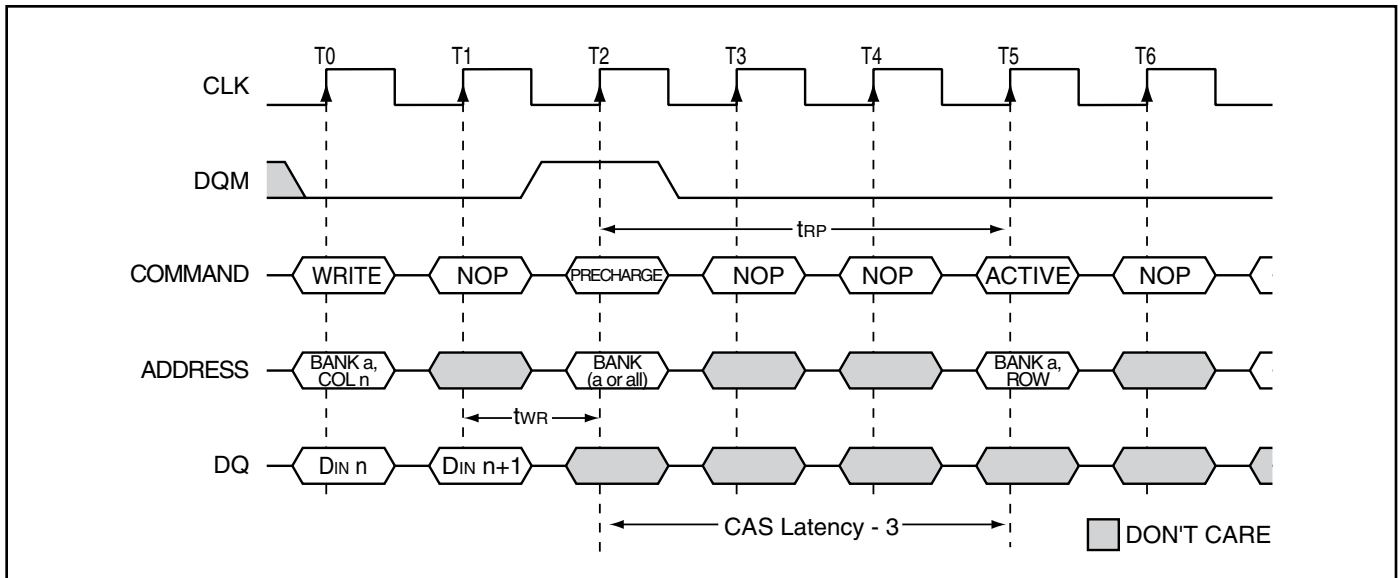 T0 T1 T2 T3 T4 T5 T6
CLK
DQM
tRP
COMMAND WRITE NOP PRECHARGE NOP NOP ACTIVE NOP
ADDRESS BANK a, COL n BANK (a or all) BANK a, ROW
tWR
DQ DIN n DIN n+1
CAS Latency - 3
DON'T CARE